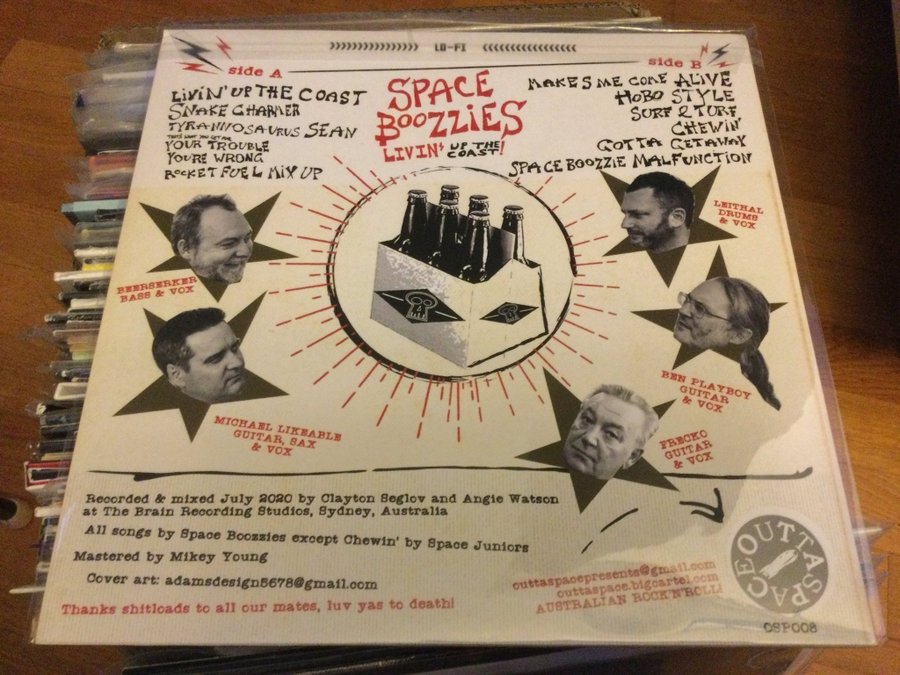 >>>>>>>>>>>>>>> LO-FI <<<<<<<<<<<<<<<
side A
LIVIN' UP THE COAST
SNAKE CHARMER
TYRANNOSAURUS SEAN
THAT'S WHAT YOU GET FOR
YOUR TROUBLE
YOU'RE WRONG
ROCKET FUEL MIX UP
SPACE
BOOZZIES
LIVIN' UP THE
COAST!
side B
MAKES ME COME ALIVE
HOBO STYLE
SURF & TURF
CHEWIN'
GOTTA GETAWAY
SPACE BOOZZIE MALFUNCTION
BEERSERKER
BASS & VOX
LEITHAL
DRUMS
& VOX
MICHAEL LIKEABLE
GUITAR, SAX
& VOX
BEN PLAYBOY
GUITAR
& VOX
FRECKO
GUITAR
& VOX
Recorded & mixed July 2020 by Clayton Seglov and Angie Watson
at The Brain Recording Studios, Sydney, Australia
All songs by Space Boozzies except Chewin' by Space Juniors
Mastered by Mikey Young
Cover art: adamsdesign5678@gmail.com
Thanks shitloads to all our mates, luv yas to death!
outtaspacepresents@gmail.com
outtaspace.bigcartel.com
AUSTRALIAN ROCK'N'ROLL!
OUTTASPACE
OSP008